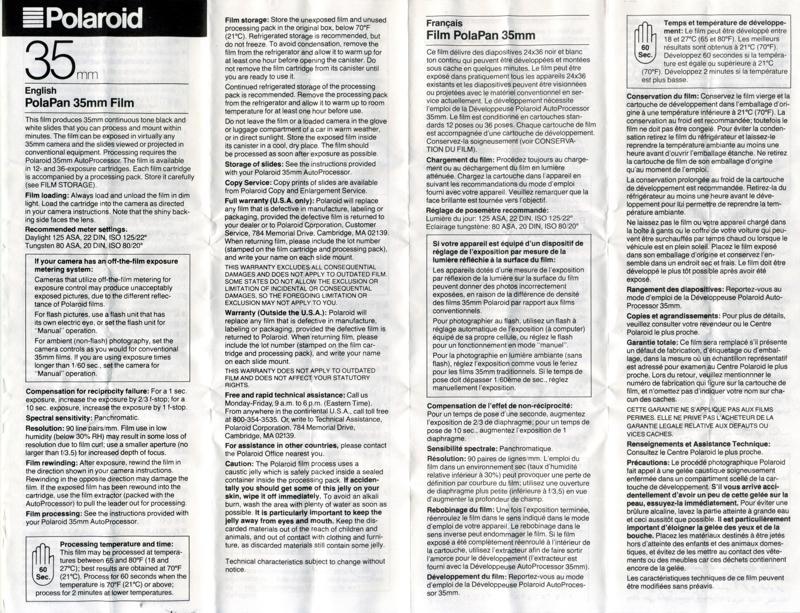 Polaroid
35mm
English
PolaPan 35mm Film
This film produces 35mm continuous tone black and
white slides that you can process and mount within
minutes. The film can be exposed in virtually any
35mm camera and the slides viewed or projected in
conventional equipment. Processing requires the
Polaroid 35mm AutoProcessor. The film is available
in 12- and 36-exposure cartridges. Each film cartridge
is accompanied by a processing pack. Store it carefully
(see FILM STORAGE).
Film loading: Always load and unload the film in dim
light. Load the cartridge into the camera as directed
in your camera instructions. Note that the shiny back-
ing side faces the lens.
Recommended meter settings:
Daylight 125 ASA, 22 DIN, ISO 125/22°
Tungsten 80 ASA, 20 DIN, ISO 80/20°
If your camera has an off-the-film exposure
metering system:
Cameras that utilize off-the-film metering for
exposure control may produce unacceptably
exposed pictures, due to the different reflec-
tance of Polaroid films.
For flash pictures, use a flash unit that has
its own electric eye, or set the flash unit for
"Manual" operation.
For ambient (non-flash) photography, set the
camera controls as you would for conventional
35mm films. If you are using exposure times
longer than 1/60 sec., set the camera for
"Manual" operation.
Compensation for reciprocity failure: For a 1 sec.
exposure, increase the exposure by 2/3 f-stop; for a
10 sec. exposure, increase the exposure by 1 f-stop.
Spectral sensitivity: Panchromatic.
Resolution: 90 line pairs/mm. Film use in low
humidity (below 30% RH) may result in some loss of
resolution due to film curl; use a smaller aperture (no
larger than f/3.5) for increased depth of focus.
Film rewinding: After exposure, rewind the film in
the direction shown in your camera instructions.
Rewinding in the opposite direction may damage the
film. If the exposed film has been rewound into the
cartridge, use the film extractor (packed with the
AutoProcessor) to pull the leader out for processing.
Film processing: See the instructions provided with
your Polaroid 35mm AutoProcessor.
60
Sec.
Processing temperature and time:
This film may be processed at tempera-
tures between 65 and 80°F (18 and
27°C); best results are obtained at 70°F
(21°C). Process for 60 seconds when the
temperature is 70°F (21°C) or above;
process for 2 minutes at lower temperatures.
Film storage: Store the unexposed film and unused
processing pack in the original box, below 70°F
(21°C). Refrigerated storage is recommended, but
do not freeze. To avoid condensation, remove the
film from the refrigerator and allow it to warm up for
at least one hour before opening the canister. Do
not remove the film cartridge from its canister until
you are ready to use it.
Continued refrigerated storage of the processing
pack is recommended. Remove the processing pack
from the refrigerator and allow it to warm up to room
temperature for at least one hour before use.
Do not leave the film or a loaded camera in the glove
or luggage compartment of a car in warm weather,
or in direct sunlight. Store the exposed film inside
its canister in a cool, dry place. The film should
be processed as soon after exposure as possible.
Storage of slides: See the instructions provided
with your Polaroid 35mm AutoProcessor.
Copy Service: Copy prints of slides are available
from Polaroid Copy and Enlargement Service.
Full warranty (U.S.A. only): Polaroid will replace
any film that is defective in manufacture, labeling or
packaging, provided the defective film is returned to
your dealer or to Polaroid Corporation, Customer
Service, 784 Memorial Drive, Cambridge, MA 02139.
When returning film, please include the lot number
(stamped on the film cartridge and processing pack),
and write your name on each slide mount.
THIS WARRANTY EXCLUDES ALL CONSEQUENTIAL
DAMAGES AND DOES NOT APPLY TO OUTDATED FILM.
SOME STATES DO NOT ALLOW THE EXCLUSION OR
LIMITATION OF INCIDENTAL OR CONSEQUENTIAL
DAMAGES, SO THE FOREGOING LIMITATION OR
EXCLUSION MAY NOT APPLY TO YOU.
Warranty (Outside the U.S.A.): Polaroid will
replace any film that is defective in manufacture,
labeling or packaging, provided the defective film is
returned to Polaroid. When returning film, please
include the lot number (stamped on the film car-
tridge and processing pack), and write your name
on each slide mount.
THIS WARRANTY DOES NOT APPLY TO OUTDATED
FILM AND DOES NOT AFFECT YOUR STATUTORY
RIGHTS.
Free and rapid technical assistance: Call us
Monday-Friday, 9 a.m. to 6 p.m. (Eastern Time).
From anywhere in the continental U.S.A., call toll free
at 800-354-3535. Or, write to Technical Assistance,
Polaroid Corporation, 784 Memorial Drive,
Cambridge, MA 02139.
For assistance in other countries, please contact
the Polaroid Office nearest you.
Caution: The Polaroid film process uses a
caustic jelly which is safely packed inside a sealed
container inside the processing pack. If acciden-
tally you should get some of this jelly on your
skin, wipe it off immediately. To avoid an alkali
burn, wash the area with plenty of water as soon as
possible. It is particularly important to keep the
jelly away from eyes and mouth. Keep the dis-
carded materials out of the reach of children and
animals, and out of contact with clothing and furni-
ture, as discarded materials still contain some jelly.
Technical characteristics subject to change without
notice.
Français
Film PolaPan 35mm
Ce film délivre des diapositives 24x36 noir et blanc
ton continu qui peuvent être développées et montées
sous cache en quelques minutes. Le film peut être
exposé dans pratiquement tous les appareils 24x36
existants et les diapositives peuvent être visionnées
ou projetées avec le matériel conventionnel en ser-
vice actuellement. Le développement nécessite
l'emploi de la Développeuse Polaroid AutoProcessor
35mm. Le film est conditionné en cartouches stan-
dards 12 poses ou 36 poses. Chaque cartouche de film
est accompagnée d'une cartouche de développement.
Conservez-la soigneusement (voir CONSERVA-
TION DU FILM).
Chargement du film: Procédez toujours au charge-
ment ou au déchargement du film en lumière
atténuée. Chargez la cartouche dans l'appareil en
suivant les recommandations du mode d'emploi
fourni avec votre appareil. Veuillez remarquer que la
face brillante est tournée vers l'objectif.
Réglage de posemètre recommandé:
Lumière du jour: 125 ASA, 22 DIN, ISO 125/22°
Eclairage tungstène: 80 ASA, 20 DIN, ISO 80/20°
Si votre appareil est équipé d'un dispositif de
réglage de l'exposition par mesure de la
lumière réfléchie à la surface du film:
Les appareils dotés d'une mesure de l'exposition
par réflexion de la lumière sur la surface du film
peuvent donner des photos incorrectement
exposées, en raison de la différence de densité
des films 35mm Polaroid par rapport aux films
conventionnels.
Pour photographier au flash, utilisez un flash à
réglage automatique de l'exposition (à computer)
équipé de sa propre cellule, ou réglez le flash
pour un fonctionnement en mode "manuel".
Pour la photographie en lumière ambiante (sans
flash), réglez l'exposition comme vous le feriez
pour les films 35mm traditionnels. Si le temps de
pose doit dépasser 1:60ème de sec., réglez
manuellement l'exposition.
Compensation de l'effet de non-réciprocité:
Pour un temps de pose d'une seconde, augmentez
l'exposition de 2/3 de diaphragme; pour un temps de
pose de 10 sec., augmentez l'exposition de 1
diaphragme.
Sensibilité spectrale: Panchromatique.
Résolution: 90 paires de lignes/mm. L'emploi du
film dans un environnement sec (taux d'humidité
relative inférieur à 30%) peut provoquer une perte de
définition par courbure du film; utilisez une ouverture
de diaphragme plus petite (inférieure à f:3,5) en vue
d'augmenter la profondeur de champ.
Rebobinage du film: Une fois l'exposition terminée,
réenroulez le film dans le sens indiqué dans le mode
d'emploi de votre appareil. Le rebobinage dans le
sens inverse peut endommager le film. Si le film
exposé a été complètement réenroulé à l'intérieur de
la cartouche, utilisez l'extracteur afin de faire sortir
l'amorce pour le développement (l'extracteur est
fourni avec la Développeuse AutoProcessor 35mm).
Développement du film: Reportez-vous au mode
d'emploi de la Développeuse Polaroid AutoProces-
sor 35mm.
60
Sec.
Temps et température de développe-
ment: Le film peut être développé entre
18 et 27°C (65 et 80°F). Les meilleurs
résultats sont obtenus à 21°C (70°F).
Développez 60 secondes si la tempéra-
ture est égale ou supérieure à 21°C
(70°F). Développez 2 minutes si la température
est plus basse.
Conservation du film: Conservez le film vierge et la
cartouche de développement dans l'emballage d'ori-
gine à une température inférieure à 21°C (70°F). La
conservation au froid est recommandée; toutefois le
film ne doit pas être congelé. Pour éviter la conden-
sation retirez le film du réfrigérateur et laissez-le
reprendre la température ambiante au moins une
heure avant d'ouvrir l'emballage étanche. Ne retirez
la cartouche de film de son emballage d'origine
qu'au moment de l'emploi.
La conservation prolongée au froid de la cartouche
de développement est recommandée. Retirez-la du
réfrigérateur au moins une heure avant le déve-
loppement pour lui permettre de reprendre la tem-
pérature ambiante.
Ne laissez pas le film ou votre appareil chargé dans
la boîte à gants ou le coffre de votre voiture qui peu-
vent être surchauffés par temps chaud ou lorsque le
véhicule est en plein soleil. Placez le film exposé
dans son emballage d'origine et conservez l'en-
semble dans un endroit sec et frais. Le film doit être
développé le plus tôt possible après avoir été
exposé.
Rangement des diapositives: Reportez-vous au
mode d'emploi de la Développeuse Polaroid Auto-
Processor 35mm.
Copies et agrandissements: Pour plus de détails,
veuillez consulter votre revendeur ou le Centre
Polaroid le plus proche.
Garantie totale: Ce film sera remplacé s'il présente
un défaut de fabrication, d'étiquetage ou d'embal-
lage, dans la mesure où un échantillon représentatif
est adressé pour examen au Centre Polaroid le plus
proche. Lors du retour, veuillez mentionner le
numéro de fabrication qui figure sur la cartouche de
film, et n'omettez pas d'indiquer votre nom sur cha-
cun des caches.
CETTE GARANTIE NE S'APPLIQUE PAS AUX FILMS
PERIMES. ELLE NE PRIVE PAS L'ACHETEUR DE LA
GARANTIE LEGALE RELATIVE AUX DEFAUTS OU
VICES CACHES.
Renseignements et Assistance Technique:
Consultez le Centre Polaroid le plus proche.
Précautions: Le procédé photographique Polaroid
fait appel à une gelée caustique soigneusement
enfermée dans un compartiment scellé de la car-
touche de développement. S'il vous arrive acci-
dentellement d'avoir un peu de cette gelée sur la
peau, essuyez-la immédiatement. Pour éviter une
brûlure alcaline, lavez la partie atteinte à grande eau
et ceci aussitôt que possible. Il est particulièrement
important d'éloigner la gelée des yeux et de la
bouche. Placez les matériaux destinés à être jetés
hors d'atteinte des enfants et des animaux domes-
tiques, et évitez de les mettre au contact des vête-
ments ou des meubles car ces déchets contiennent
encore de la gelée.
Les caractéristiques techniques de ce film peuvent
être modifiées sans préavis.